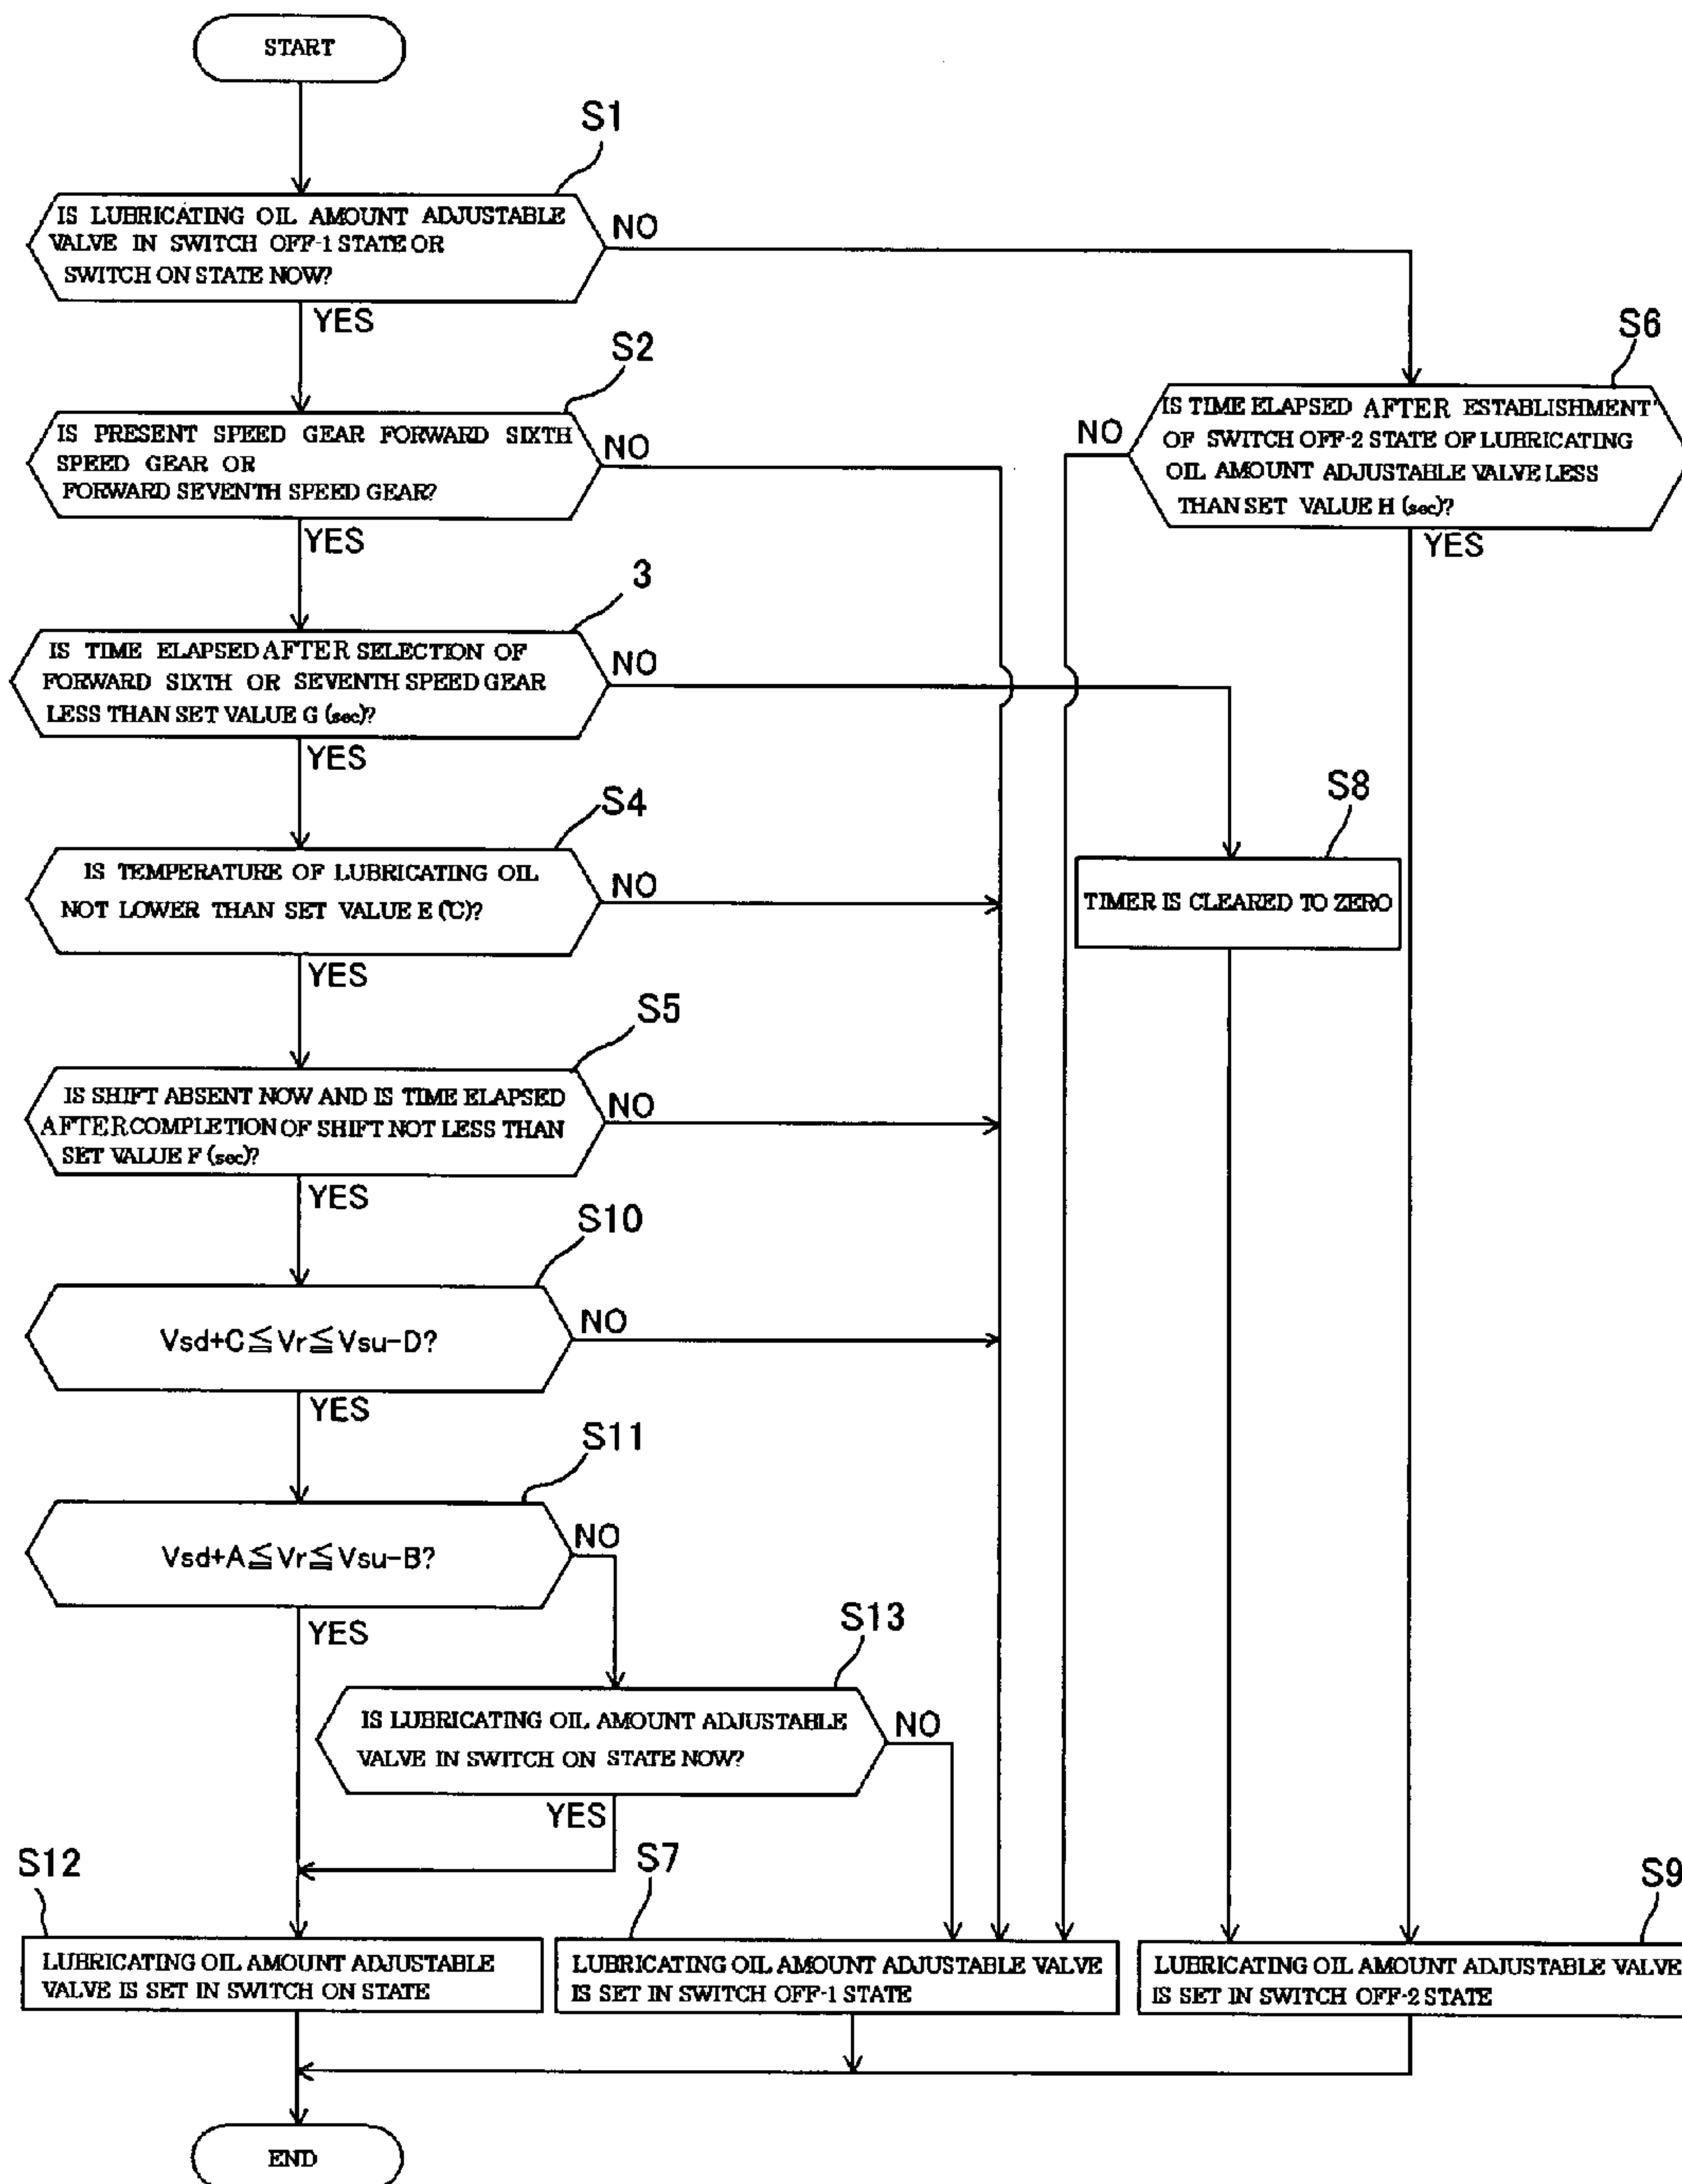 START
S1
IS LUBRICATING OIL AMOUNT ADJUSTABLE
VALVE IN SWITCH OFF-1 STATE OR
SWITCH ON STATE NOW?
NO
YES
S2
IS PRESENT SPEED GEAR FORWARD SIXTH
SPEED GEAR OR
FORWARD SEVENTH SPEED GEAR?
NO
YES
S6
IS TIME ELAPSED AFTER ESTABLISHMENT
OF SWITCH OFF-2 STATE OF LUBRICATING
OIL AMOUNT ADJUSTABLE VALVE LESS
THAN SET VALUE H (sec)?
NO
YES
3
IS TIME ELAPSED AFTER SELECTION OF
FORWARD SIXTH OR SEVENTH SPEED GEAR
LESS THAN SET VALUE G (sec)?
NO
YES
S4
IS TEMPERATURE OF LUBRICATING OIL
NOT LOWER THAN SET VALUE E (℃)?
NO
YES
S8
TIMER IS CLEARED TO ZERO
S5
IS SHIFT ABSENT NOW AND IS TIME ELAPSED
AFTER COMPLETION OF SHIFT NOT LESS THAN
SET VALUE F (sec)?
NO
YES
S10
Vsd+C≦Vr≦Vsu-D?
NO
YES
S11
Vsd+A≦Vr≦Vsu-B?
NO
YES
S13
IS LUBRICATING OIL AMOUNT ADJUSTABLE
VALVE IN SWITCH ON STATE NOW?
NO
YES
S12
LUBRICATING OIL AMOUNT ADJUSTABLE
VALVE IS SET IN SWITCH ON STATE
S7
LUBRICATING OIL AMOUNT ADJUSTABLE VALVE
IS SET IN SWITCH OFF-1 STATE
S9
LUBRICATING OIL AMOUNT ADJUSTABLE VALVE
IS SET IN SWITCH OFF-2 STATE
END